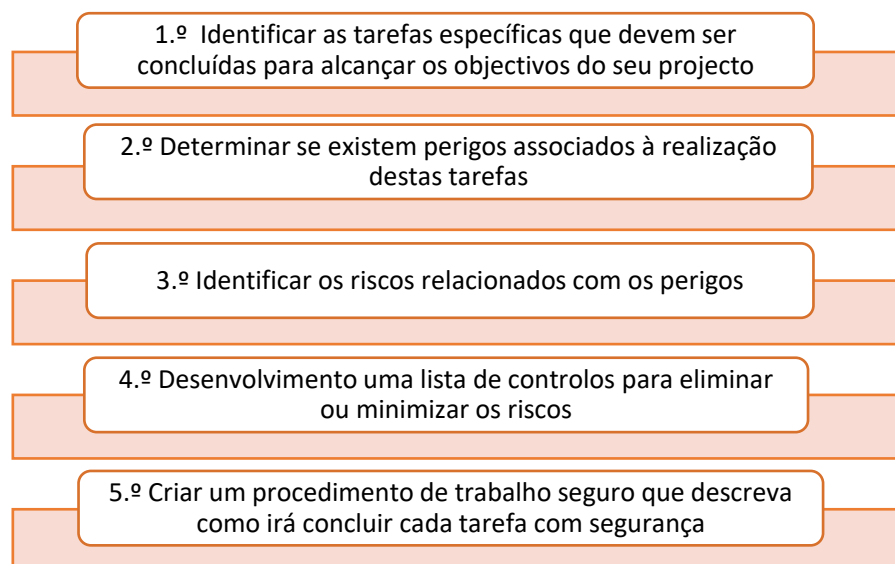 1.º Identificar as tarefas específicas que devem ser
concluídas para alcançar os objectivos do seu projecto
2.º Determinar se existem perigos associados à realização
destas tarefas
3.º Identificar os riscos relacionados com os perigos
4.º Desenvolvimento uma lista de controlos para eliminar
ou minimizar os riscos
5.º Criar um procedimento de trabalho seguro que descreva
como irá concluir cada tarefa com segurança